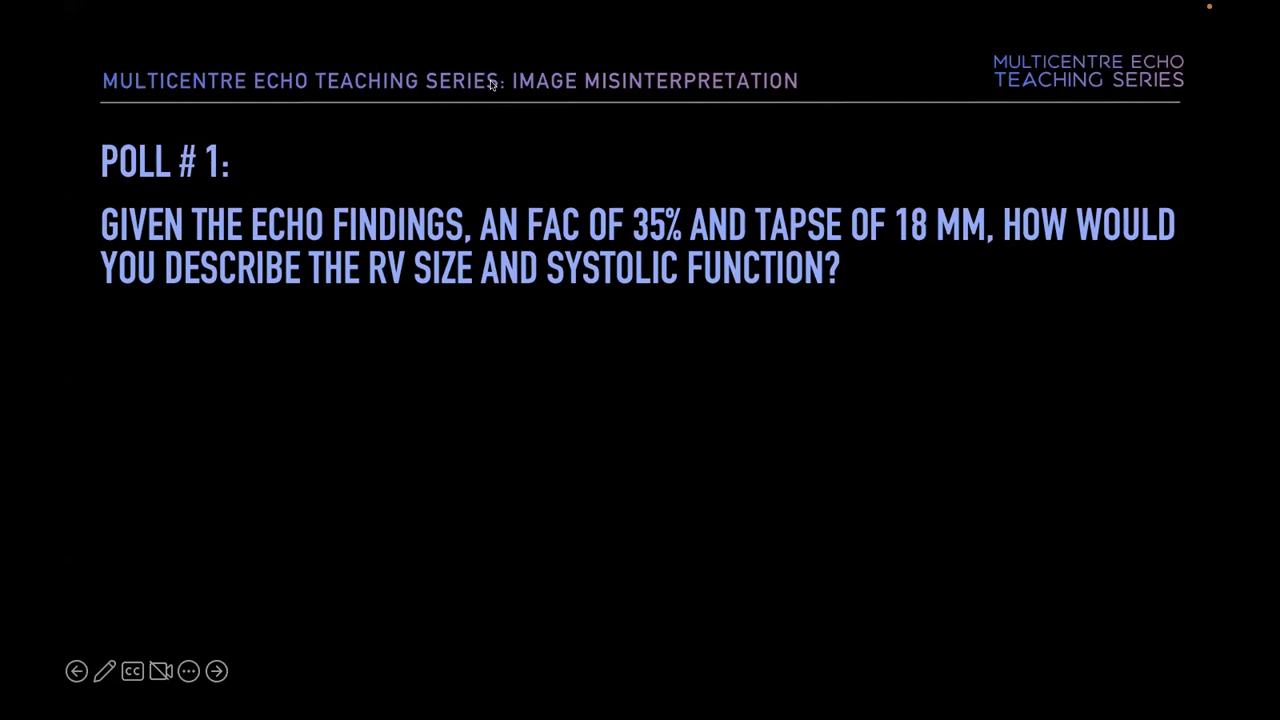 MULTICENTRE ECHO TEACHING SERIES: IMAGE MISINTERPRETATION
MULTICENTRE ECHO
TEACHING SERIES
POLL # 1:
GIVEN THE ECHO FINDINGS, AN FAC OF 35% AND TAPSE OF 18 MM, HOW WOULD
YOU DESCRIBE THE RV SIZE AND SYSTOLIC FUNCTION?
CC